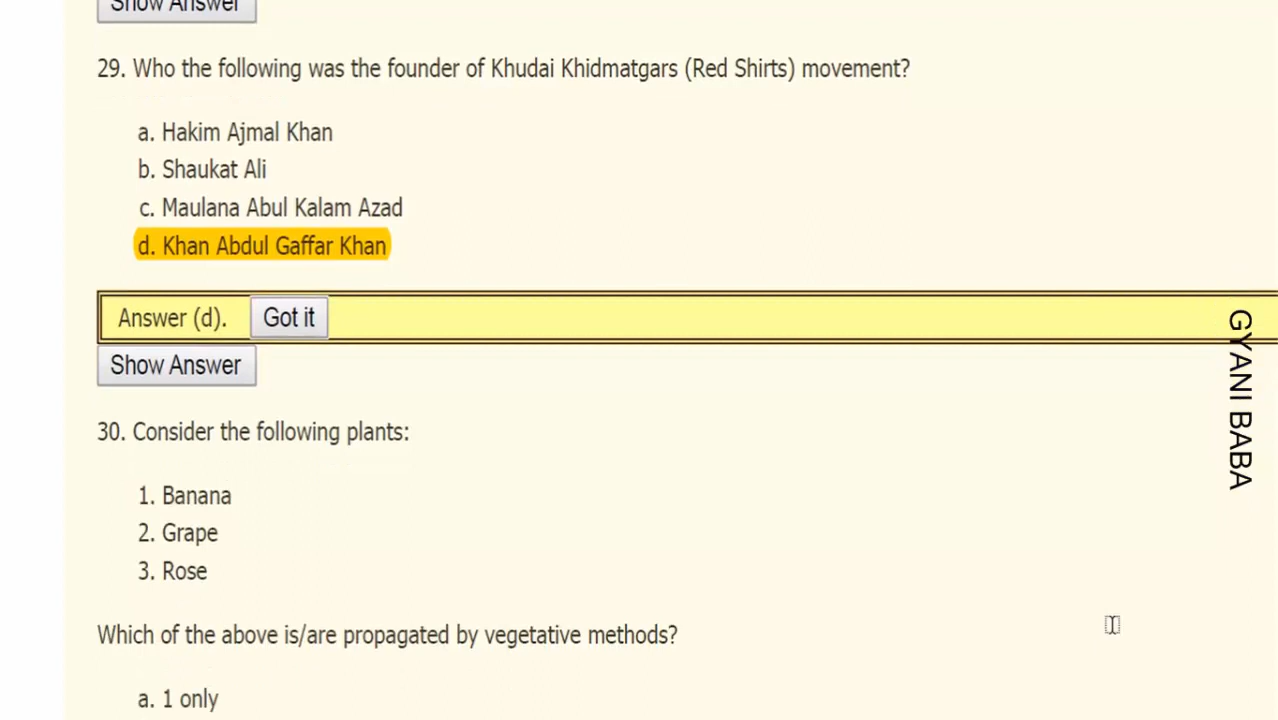 Show Answer
29. Who the following was the founder of Khudai Khidmatgars (Red Shirts) movement?
a. Hakim Ajmal Khan
b. Shaukat Ali
c. Maulana Abul Kalam Azad
d. Khan Abdul Gaffar Khan
Answer (d). Got it
Show Answer
30. Consider the following plants:
1. Banana
2. Grape
3. Rose
Which of the above is/are propagated by vegetative methods?
a. 1 only
GYANI BABA